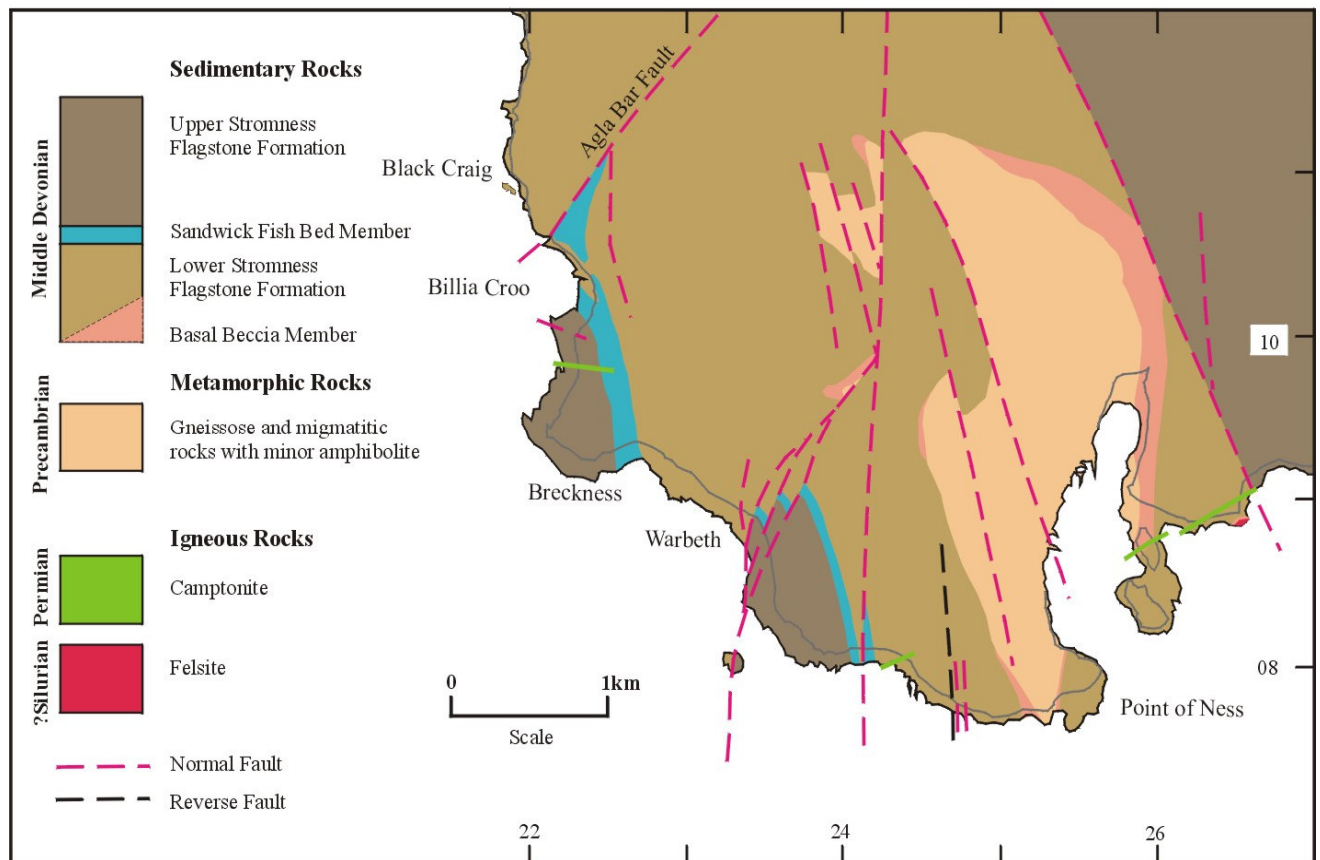 Sedimentary Rocks
Middle Devonian
Upper Stromness
Flagstone Formation
Sandwick Fish Bed Member
Lower Stromness
Flagstone Formation
Basal Beccia Member
Metamorphic Rocks
Precambrian
Gneissose and migmatitic
rocks with minor amphibolite
Igneous Rocks
Permian
Camptonite
?Silurian
Felsite
Normal Fault
Reverse Fault
Agla Bar Fault
Black Craig
Billia Croo
Breckness
Warbeth
Point of Ness
0
1km
Scale
10
08
22
24
26